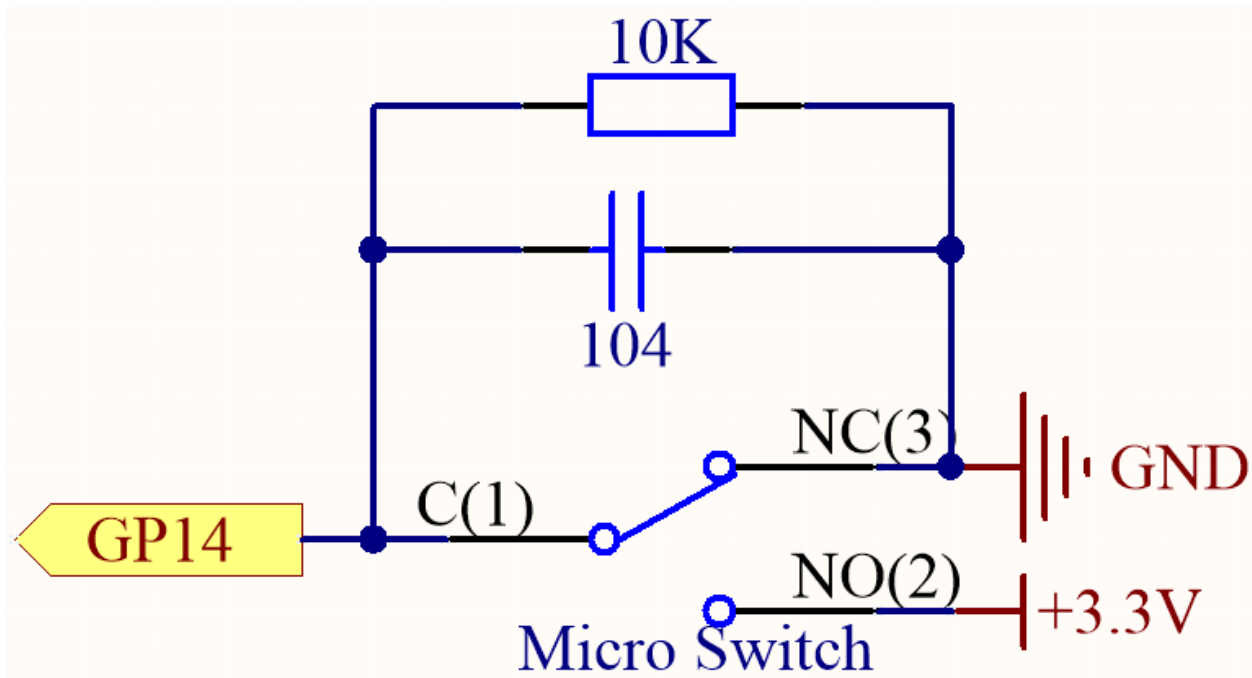 10K
104
NC(3)
GND
C(1)
GP14
NO(2)
+3.3V
Micro Switch